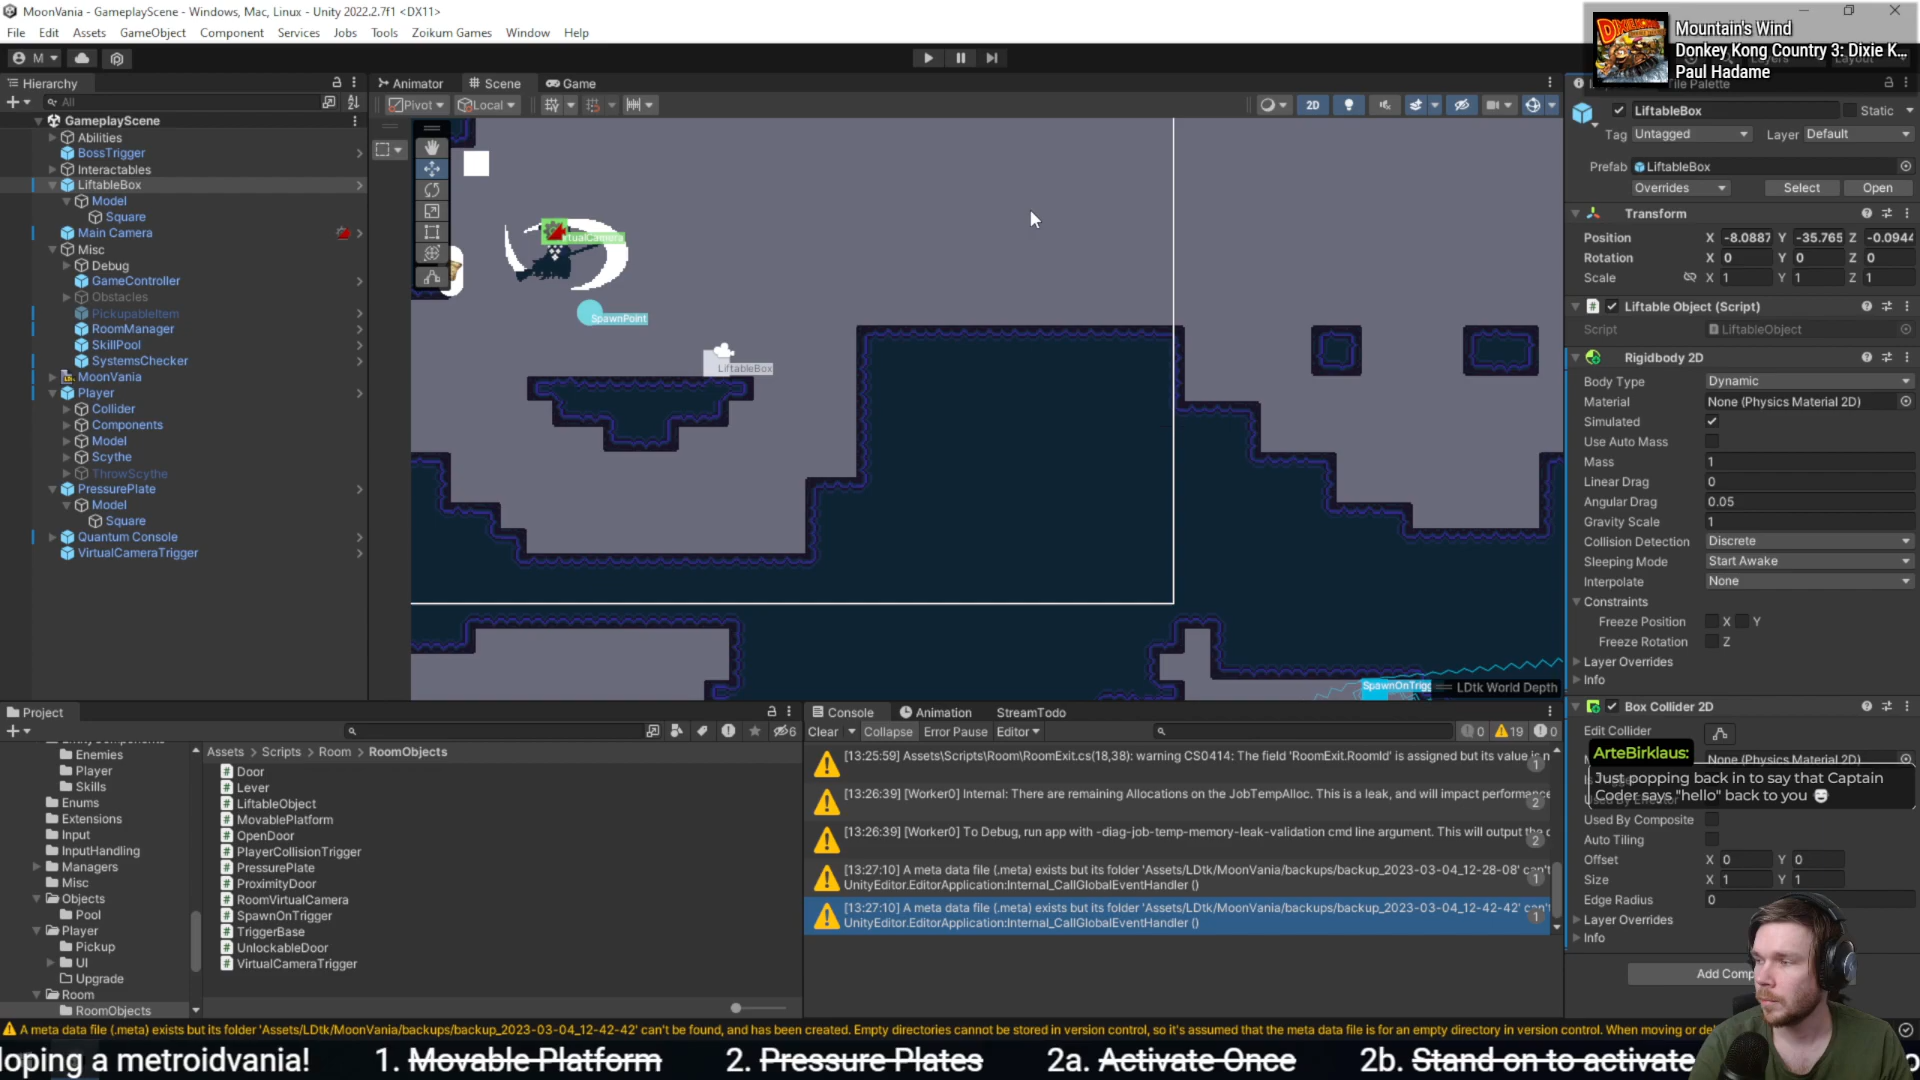 MoonVania - GameplayScene - Windows, Mac, Linux - Unity 2022.2.7f1 <DX11>
File Edit Assets GameObject Component Services Jobs Tools Zoikum Games Window Help
M
Mountain's Wind
Donkey Kong Country 3: Dixie K...
Paul Hadame
Hierarchy
All
GameplayScene
Abilities
BossTrigger
Interactables
LiftableBox
Model
Square
Main Camera
Misc
Debug
GameController
Obstacles
PickupableItem
RoomManager
SkillPool
SystemsChecker
MoonVania
Player
Collider
Components
Model
Scythe
ThrowScythe
PressurePlate
Model
Square
Quantum Console
VirtualCameraTrigger
Animator Scene Game
Pivot Local 2D
SpawnPoint
LiftableBox
LDtk World Depth
LiftableBox Static
Tag Untagged Layer Default
Prefab LiftableBox
Overrides Select Open
Transform
Position X -8.0887 Y -35.765 Z -0.0944
Rotation X 0 Y 0 Z 0
Scale X 1 Y 1 Z 1
Liftable Object (Script)
Script LiftableObject
Rigidbody 2D
Body Type Dynamic
Material None (Physics Material 2D)
Simulated
Use Auto Mass
Mass 1
Linear Drag 0
Angular Drag 0.05
Gravity Scale 1
Collision Detection Discrete
Sleeping Mode Start Awake
Interpolate None
Constraints
Freeze Position X Y
Freeze Rotation Z
Layer Overrides
Info
Box Collider 2D
Edit Collider
None (Physics Material 2D)
ArteBirklaus:
Just popping back in to say that Captain
Coder says "hello" back to you
Used By Composite
Auto Tiling
Offset X 0 Y 0
Size X 1 Y 1
Edge Radius 0
Layer Overrides
Info
Project
Enemies
Player
Skills
Enums
Extensions
Input
InputHandling
Managers
Misc
Objects
Pool
Player
Pickup
UI
Upgrade
Room
RoomObjects
6
Assets > Scripts > Room > RoomObjects
Door
Lever
LiftableObject
MovablePlatform
OpenDoor
PlayerCollisionTrigger
PressurePlate
ProximityDoor
RoomVirtualCamera
SpawnOnTrigger
TriggerBase
UnlockableDoor
VirtualCameraTrigger
Console Animation StreamTodo
Clear Collapse Error Pause Editor 0 19 0
[13:25:59] Assets\Scripts\Room\RoomExit.cs(18,38): warning CS0414: The field 'RoomExit.RoomId' is assigned but its value is n
1
[13:26:39] [Worker0] Internal: There are remaining Allocations on the JobTempAlloc. This is a leak, and will impact performance
2
[13:26:39] [Worker0] To Debug, run app with -diag-job-temp-memory-leak-validation cmd line argument. This will output the c
2
[13:27:10] A meta data file (.meta) exists but its folder 'Assets/LDtk/MoonVania/backups/backup_2023-03-04_12-28-08' can't
UnityEditor.EditorApplication:Internal_CallGlobalEventHandler ()
1
[13:27:10] A meta data file (.meta) exists but its folder 'Assets/LDtk/MoonVania/backups/backup_2023-03-04_12-42-42' can't
UnityEditor.EditorApplication:Internal_CallGlobalEventHandler ()
1
A meta data file (.meta) exists but its folder 'Assets/LDtk/MoonVania/backups/backup_2023-03-04_12-42-42' can't be found, and has been created. Empty directories cannot be stored in version control, so it's assumed that the meta data file is for an empty directory in version control. When moving or del
loping a metroidvania! 1. Movable Platform 2. Pressure Plates 2a. Activate Once 2b. Stand on to activate